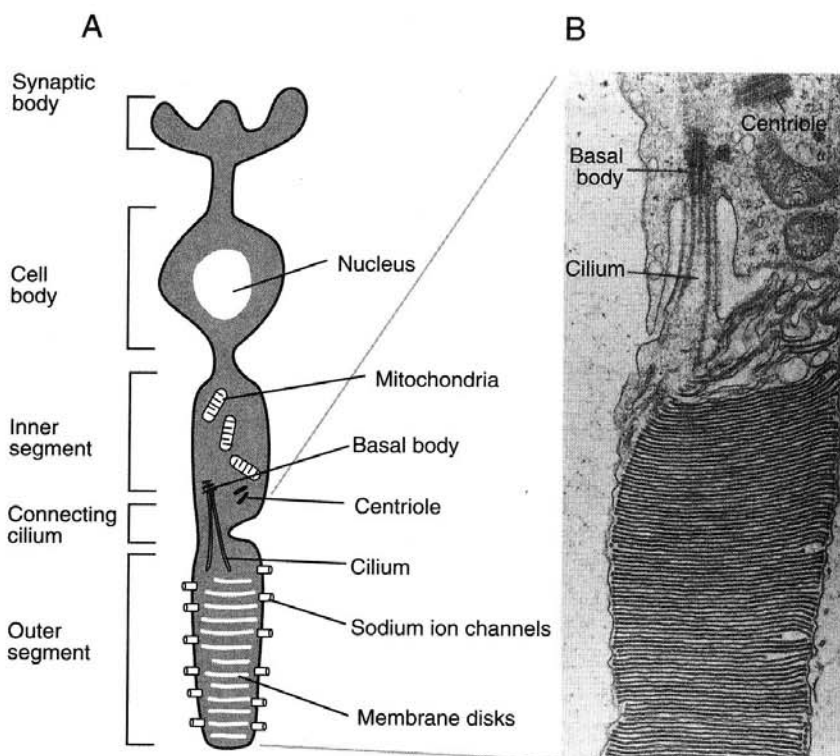 A
Synaptic
body
Cell
body
Inner
segment
Connecting
cilium
Outer
segment
Nucleus
Mitochondria
Basal body
Centriole
Cilium
Sodium ion channels
Membrane disks
B
Centriole
Basal
body
Cilium